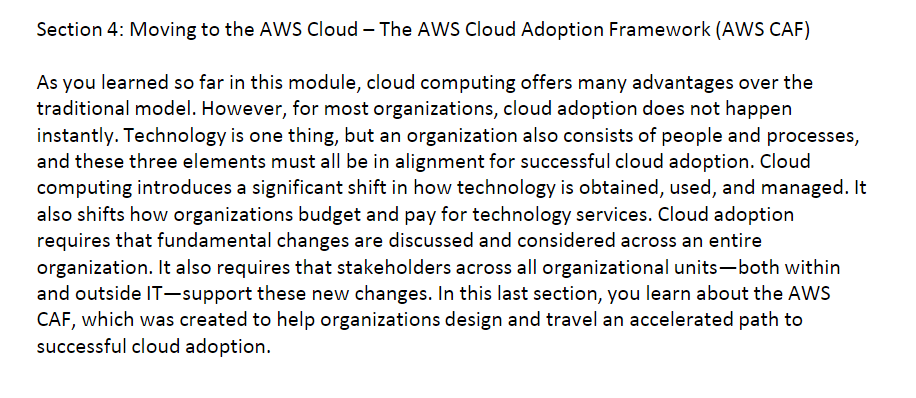 Section 4: Moving to the AWS Cloud – The AWS Cloud Adoption Framework (AWS CAF)
As you learned so far in this module, cloud computing offers many advantages over the
traditional model. However, for most organizations, cloud adoption does not happen
instantly. Technology is one thing, but an organization also consists of people and processes,
and these three elements must all be in alignment for successful cloud adoption. Cloud
computing introduces a significant shift in how technology is obtained, used, and managed. It
also shifts how organizations budget and pay for technology services. Cloud adoption
requires that fundamental changes are discussed and considered across an entire
organization. It also requires that stakeholders across all organizational units—both within
and outside IT—support these new changes. In this last section, you learn about the AWS
CAF, which was created to help organizations design and travel an accelerated path to
successful cloud adoption.